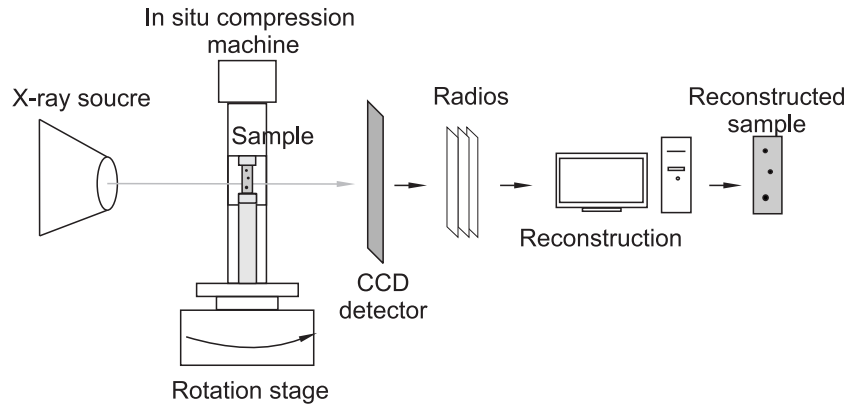 In situ compression
machine
X-ray soucre
Sample
Radios
Reconstructed
sample
Reconstruction
CCD
detector
Rotation stage